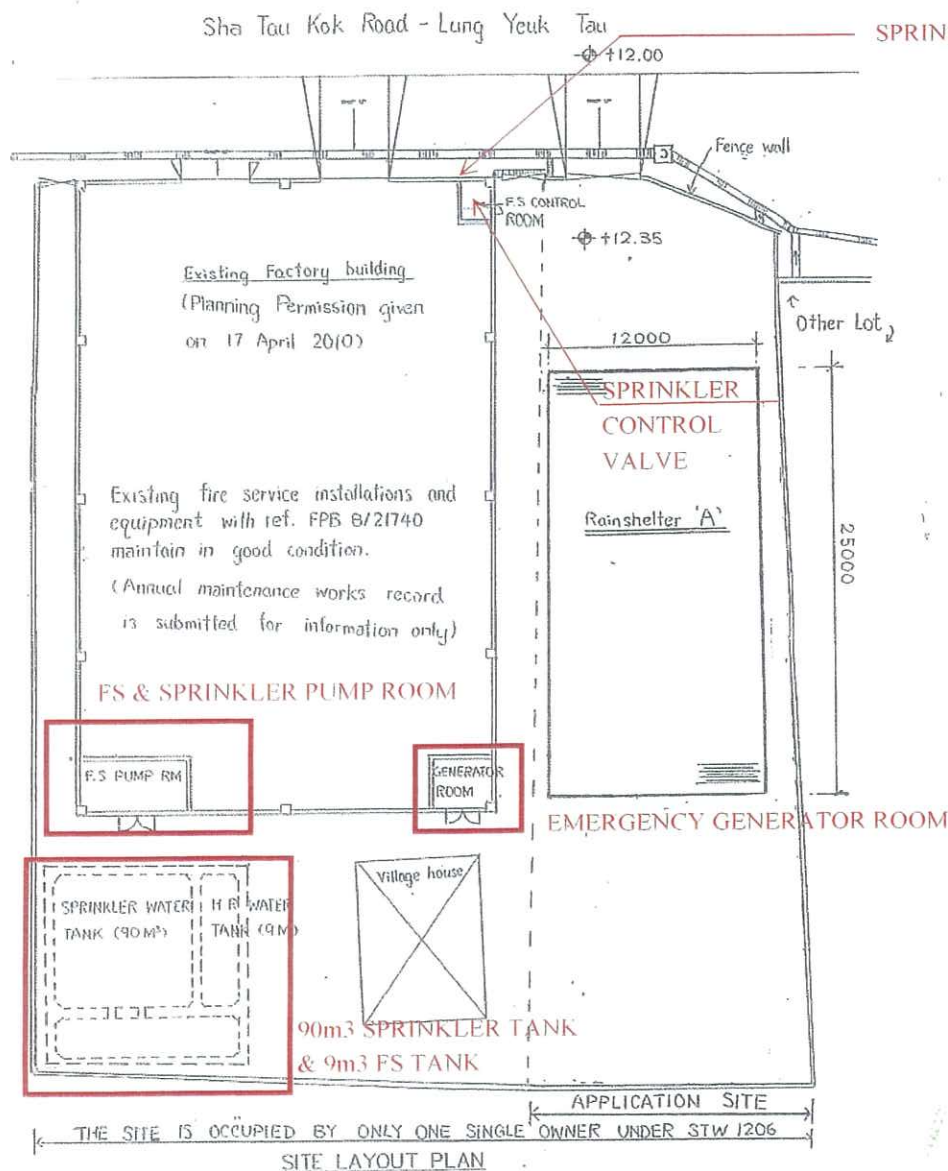 Sha Tau Kok Road - Lung Yeuk Tau
SPRIN
+12.00
Fence wall
F.S CONTROL
ROOM
+12.35
Existing Factory building
(Planning Permission given
on 17 April 2010)
Other Lot
12000
SPRINKLER
CONTROL
VALVE
Existing fire service installations and
equipment with ref. FPB 8/21740
maintain in good condition.
(Annual maintenance works record
is submitted for information only)
Rainshelter 'A'
25000
FS & SPRINKLER PUMP ROOM
F.S PUMP RM
GENERATOR
ROOM
EMERGENCY GENERATOR ROOM
Village house
SPRINKLER WATER
TANK (90M³)
H R WATER
TANK (9M)
90m3 SPRINKLER TANK
& 9m3 FS TANK
APPLICATION SITE
THE SITE IS OCCUPIED BY ONLY ONE SINGLE OWNER UNDER STW 1206
SITE LAYOUT PLAN